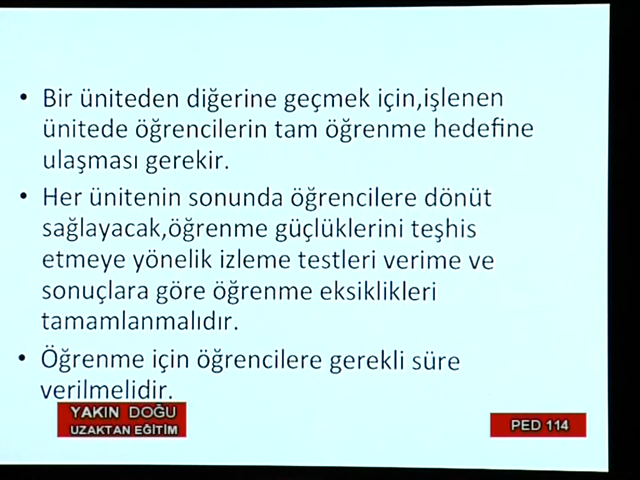 • Bir üniteden diğerine geçmek için,işlenen
ünitede öğrencilerin tam öğrenme hedefine
ulaşması gerekir.
• Her ünitenin sonunda öğrencilere dönüt
sağlayacak,öğrenme güçlüklerini teşhis
etmeye yönelik izleme testleri verime ve
sonuçlara göre öğrenme eksiklikleri
tamamlanmalıdır.
• Öğrenme için öğrencilere gerekli süre
verilmelidir.
YAKIN DOĞU
UZAKTAN EĞİTİM
PED 114